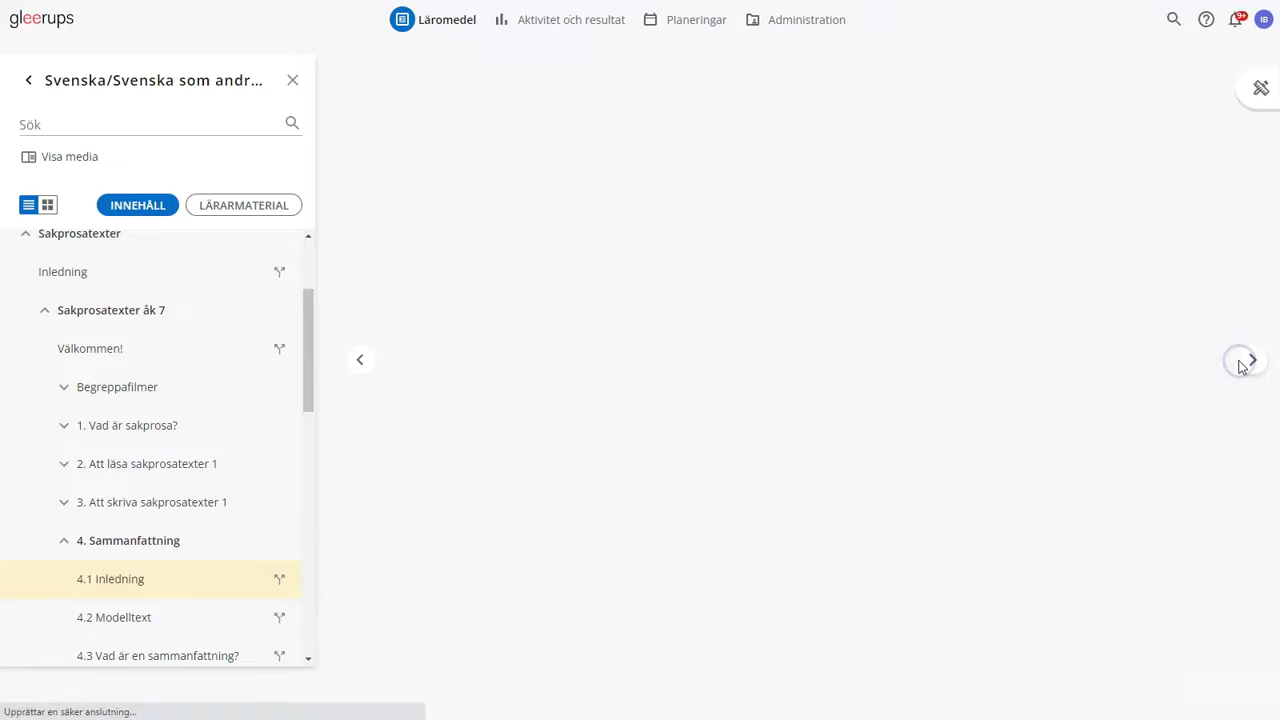 gleerups
Läromedel
Aktivitet och resultat
Planeringar
Administration
9+
IB
Svenska/Svenska som andr...
Sök
Visa media
INNEHÅLL
LÄRARMATERIAL
Sakprosatexter
Inledning
Sakprosatexter åk 7
Välkommen!
Begreppafilmer
1. Vad är sakprosa?
2. Att läsa sakprosatexter 1
3. Att skriva sakprosatexter 1
4. Sammanfattning
4.1 Inledning
4.2 Modelltext
4.3 Vad är en sammanfattning?
Upprättar en säker anslutning...